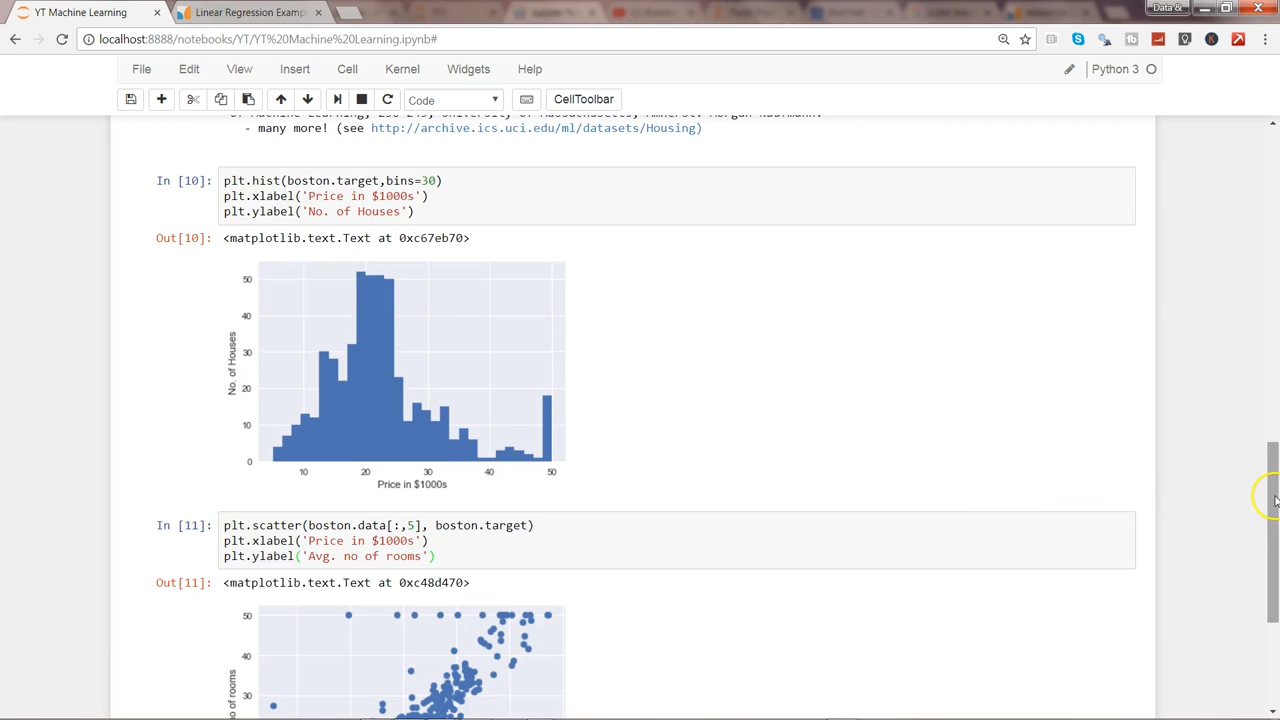 YT Machine Learning
Linear Regression Exampl
Data &
localhost:8888/notebooks/YT/YT%20Machine%20Learning.ipynb#
File Edit View Insert Cell Kernel Widgets Help Python 3
Code CellToolbar
- many more! (see http://archive.ics.uci.edu/ml/datasets/Housing)
In [10]: plt.hist(boston.target,bins=30)
plt.xlabel('Price in $1000s')
plt.ylabel('No. of Houses')
Out[10]: <matplotlib.text.Text at 0xc67eb70>
50
40
30
20
10
0
No. of Houses
10 20 30 40 50
Price in $1000s
In [11]: plt.scatter(boston.data[:,5], boston.target)
plt.xlabel('Price in $1000s')
plt.ylabel('Avg. no of rooms')
Out[11]: <matplotlib.text.Text at 0xc48d470>
50
40
30
of rooms